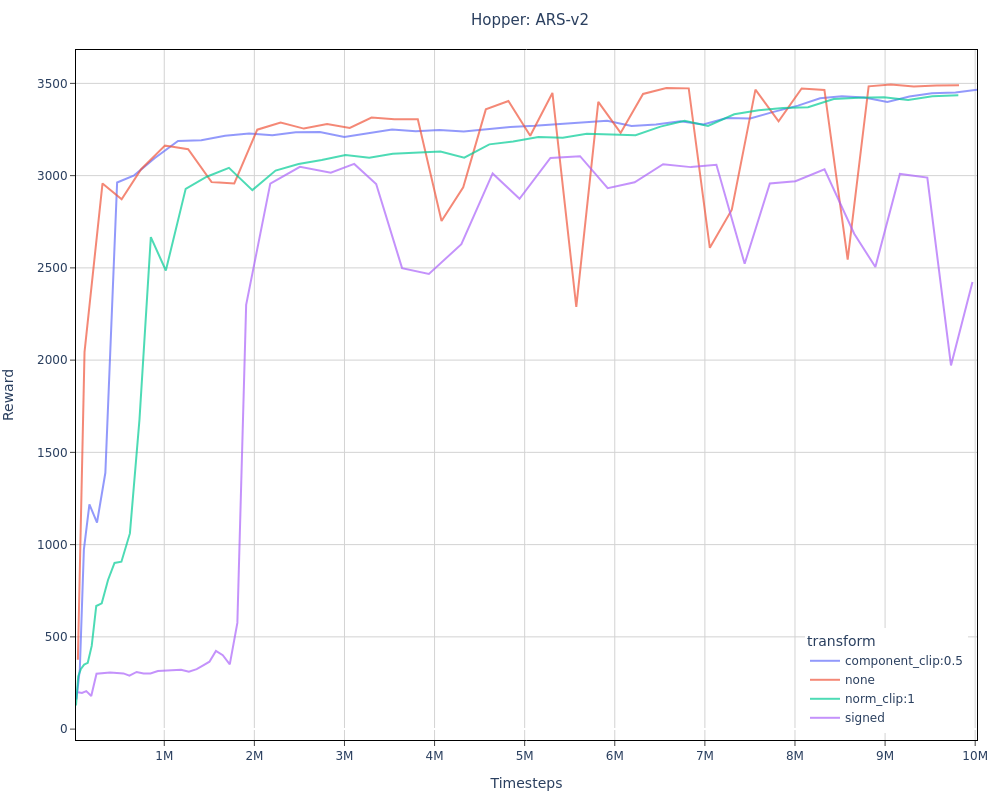 Hopper: ARS-v2
Reward
3500
3000
2500
2000
1500
1000
500
0
1M
2M
3M
4M
5M
6M
7M
8M
9M
10M
Timesteps
transform
component_clip:0.5
none
norm_clip:1
signed